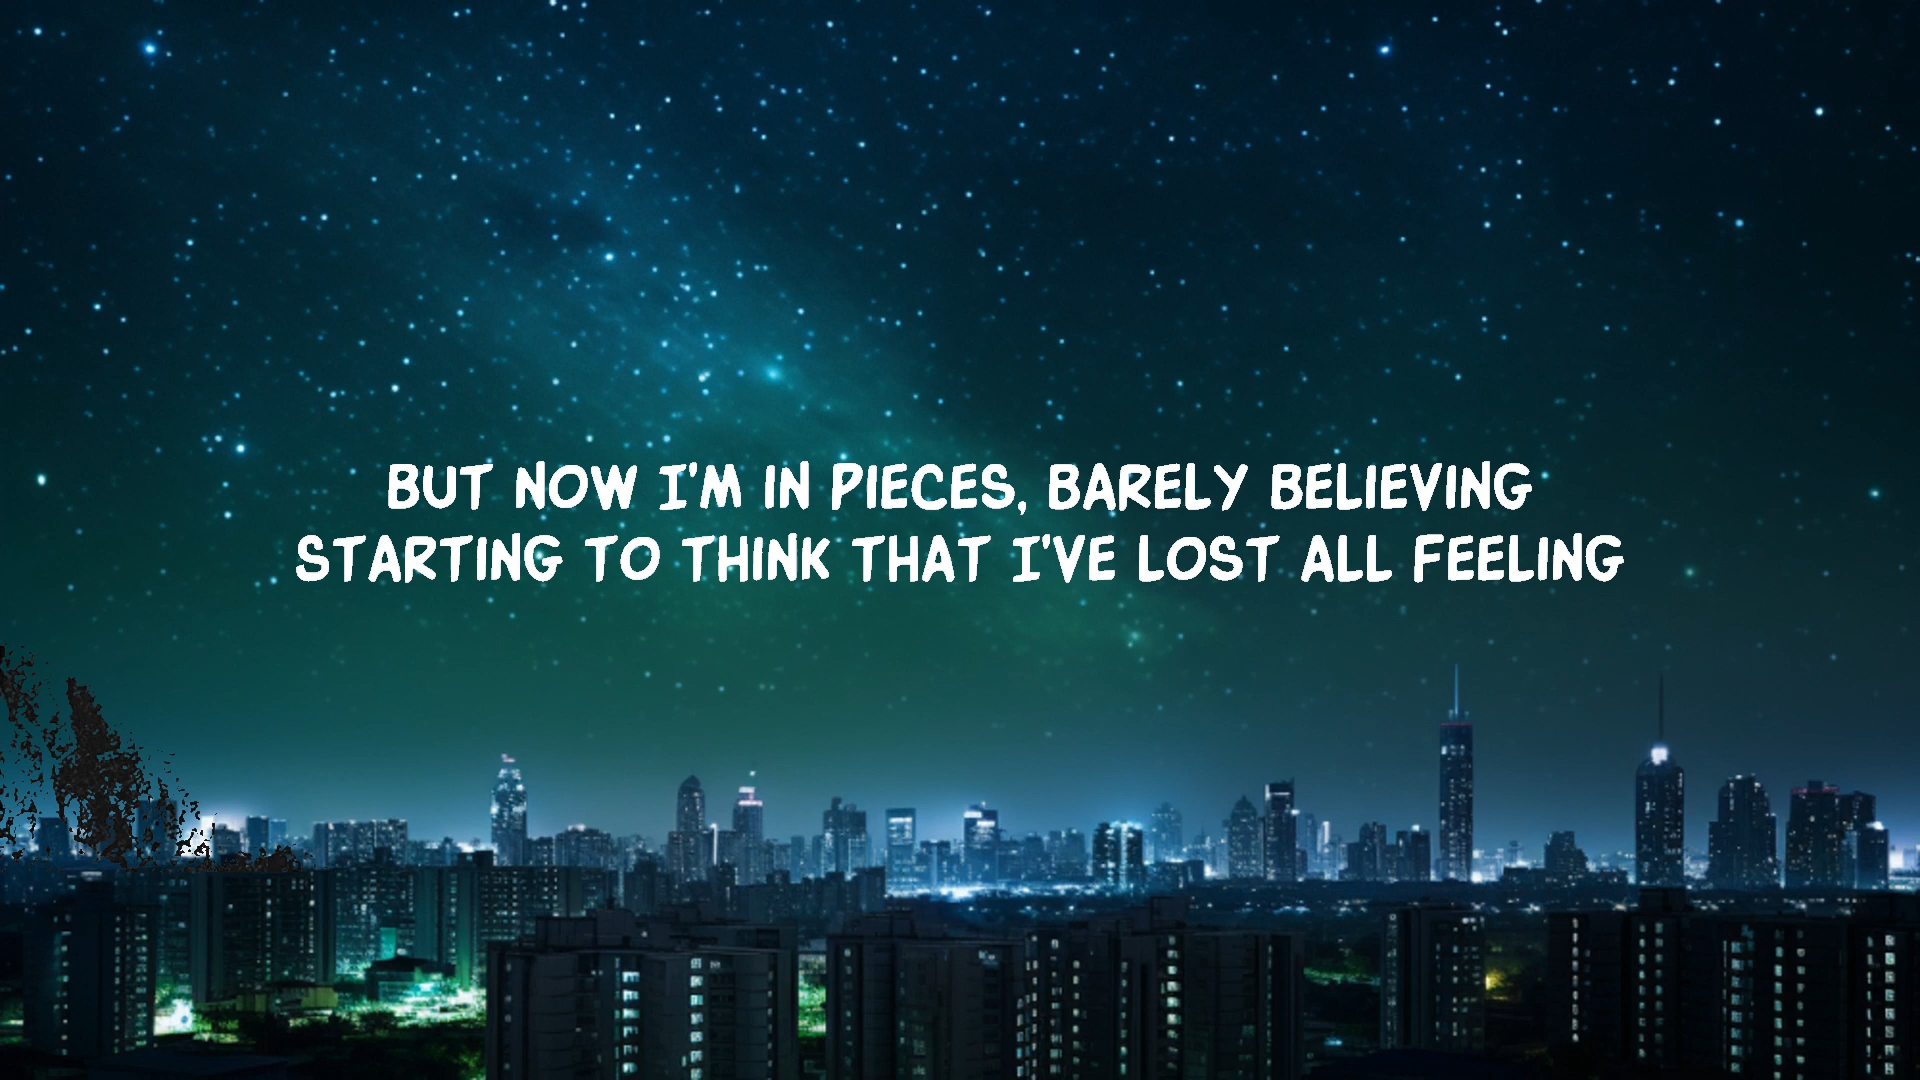 BUT NOW I'M IN PIECES, BARELY BELIEVING
STARTING TO THINK THAT I'VE LOST ALL FEELING